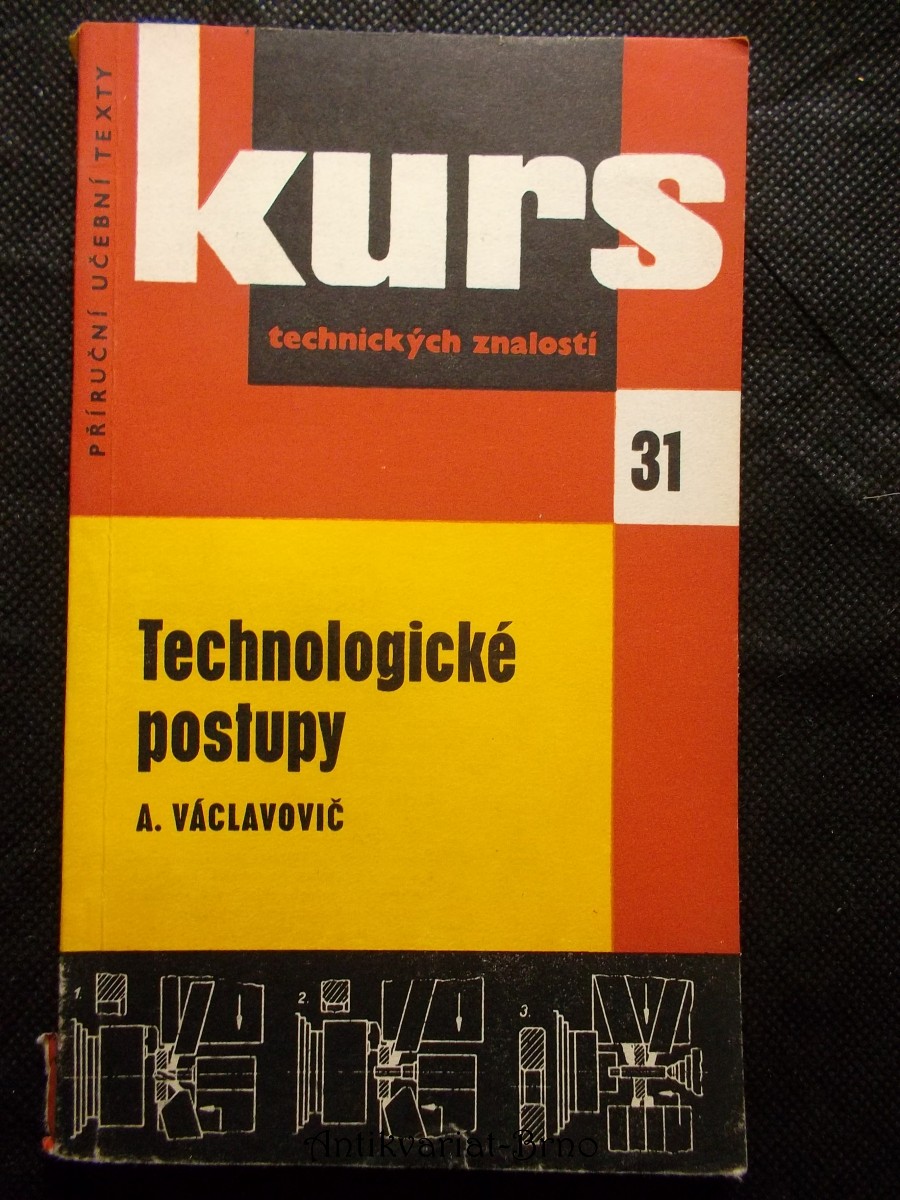 PŘÍRUČNÍ UČEBNÍ TEXTY
kurs
technických znalostí
31
Technologické
postupy
A. VÁCLAVOVIČ
1.
2.
3.
Antikvariat-Brno